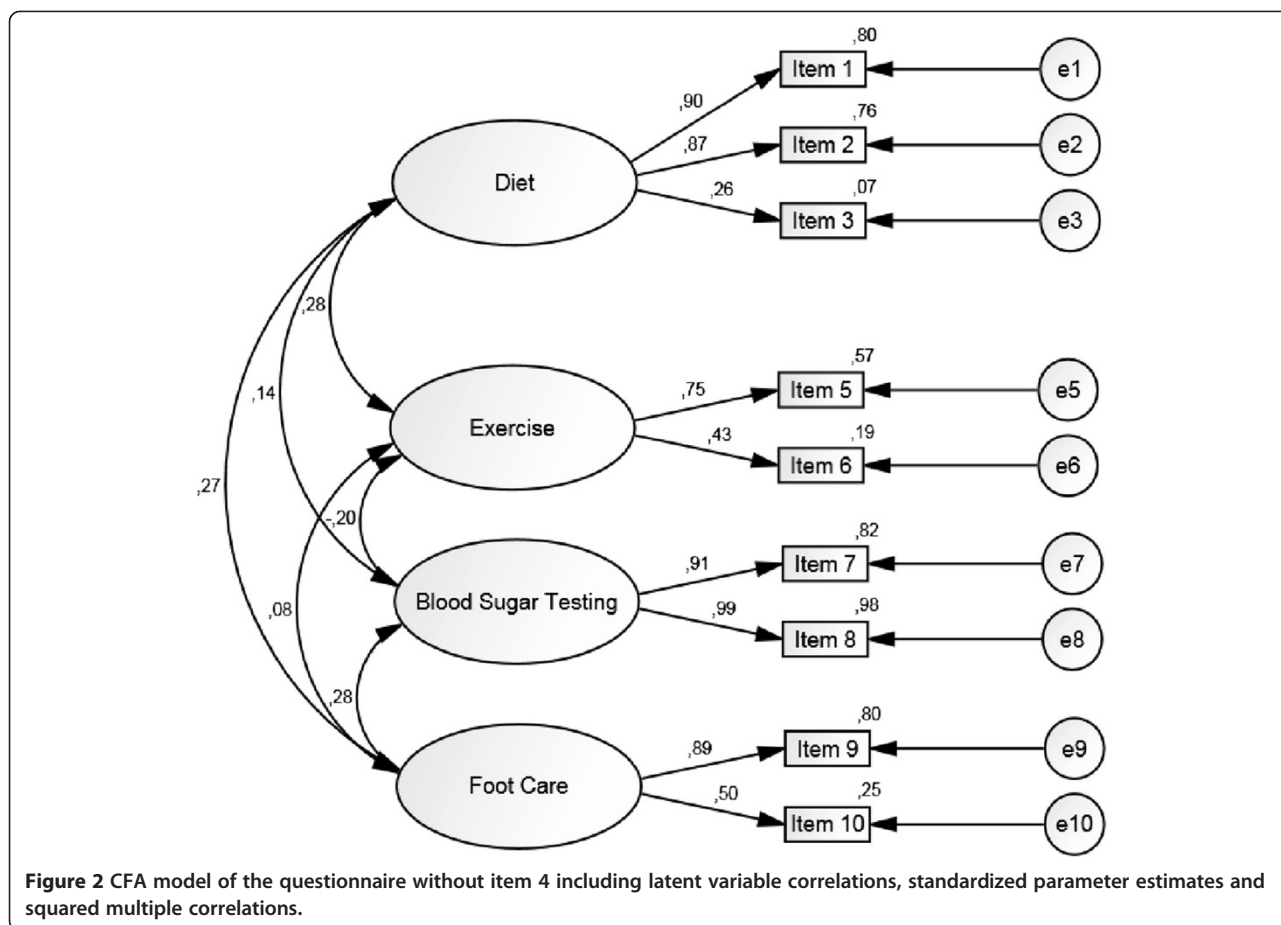 ,80
Item 1
e1
,90
,76
Item 2
e2
,87
Diet
,07
,26
Item 3
e3
,28
,57
Item 5
e5
,75
,14
Exercise
,43
,19
Item 6
e6
,27
-,20
,82
Item 7
e7
,91
Blood Sugar Testing
,98
,99
Item 8
e8
,08
,28
,80
Item 9
e9
,89
Foot Care
,50
,25
Item 10
e10
Figure 2 CFA model of the questionnaire without item 4 including latent variable correlations, standardized parameter estimates and
squared multiple correlations.